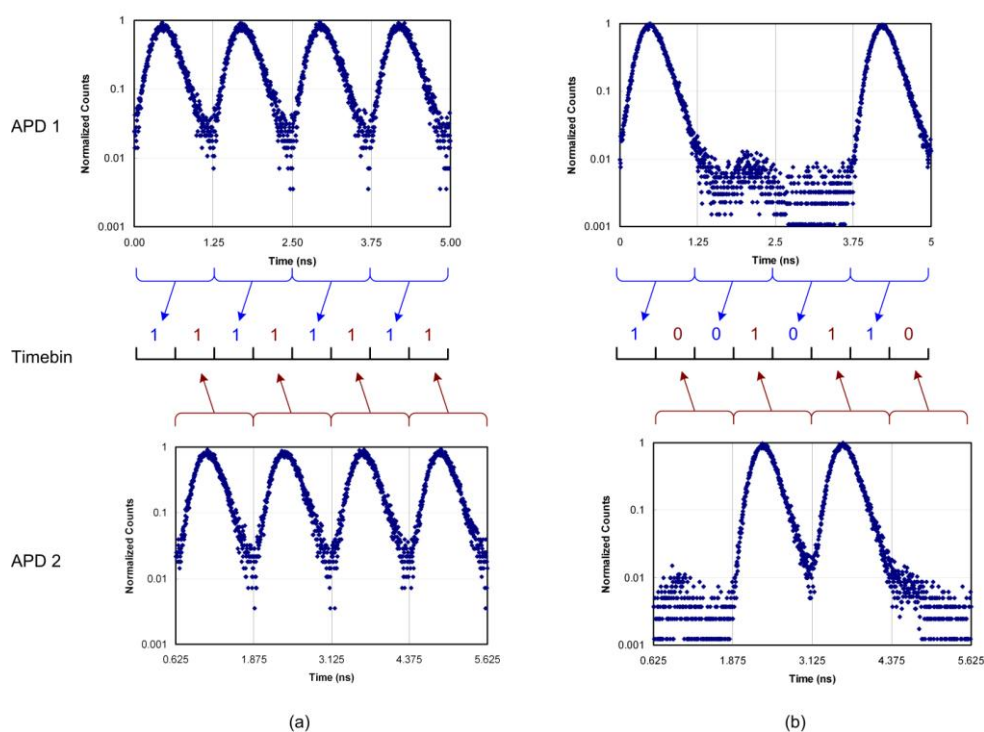 APD 1
Normalized Counts
1
0.1
0.01
0.001
0.00 1.25 2.50 3.75 5.00
Time (ns)
Normalized Counts
1
0.1
0.01
0.001
0 1.25 2.5 3.75 5
Time (ns)
Timebin
1 1 1 1 1 1 1 1
1 0 0 1 0 1 1 0
APD 2
Normalized Counts
1
0.1
0.01
0.001
0.625 1.875 3.125 4.375 5.625
Time (ns)
Normalized Counts
1
0.1
0.01
0.001
0.625 1.875 3.125 4.375 5.625
Time (ns)
(a)
(b)